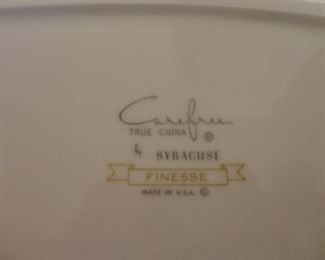 Carefree
TRUE CHINA ®
by SYRACUSE
FINESSE
MADE IN U.S.A. ©